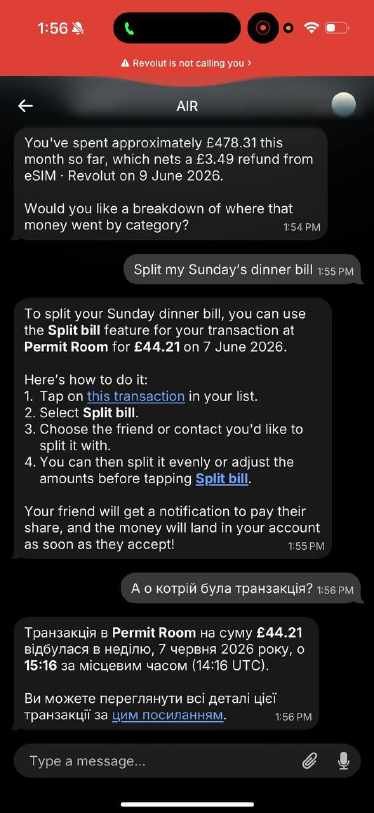 1:56
Revolut is not calling you >
AIR
You've spent approximately £478.31 this
month so far, which nets a £3.49 refund from
eSIM · Revolut on 9 June 2026.
Would you like a breakdown of where that
money went by category?
1:54 PM
Split my Sunday's dinner bill 1:55 PM
To split your Sunday dinner bill, you can use
the Split bill feature for your transaction at
Permit Room for £44.21 on 7 June 2026.
Here's how to do it:
1. Tap on this transaction in your list.
2. Select Split bill.
3. Choose the friend or contact you'd like to
split it with.
4. You can then split it evenly or adjust the
amounts before tapping Split bill.
Your friend will get a notification to pay their
share, and the money will land in your account
as soon as they accept!
1:55 PM
А о котрій була транзакція? 1:56 PM
Транзакція в Permit Room на суму £44.21
відбулася в неділю, 7 червня 2026 року, о
15:16 за місцевим часом (14:16 UTC).
Ви можете переглянути всі деталі цієї
транзакції за цим посиланням.
1:56 PM
Type a message...